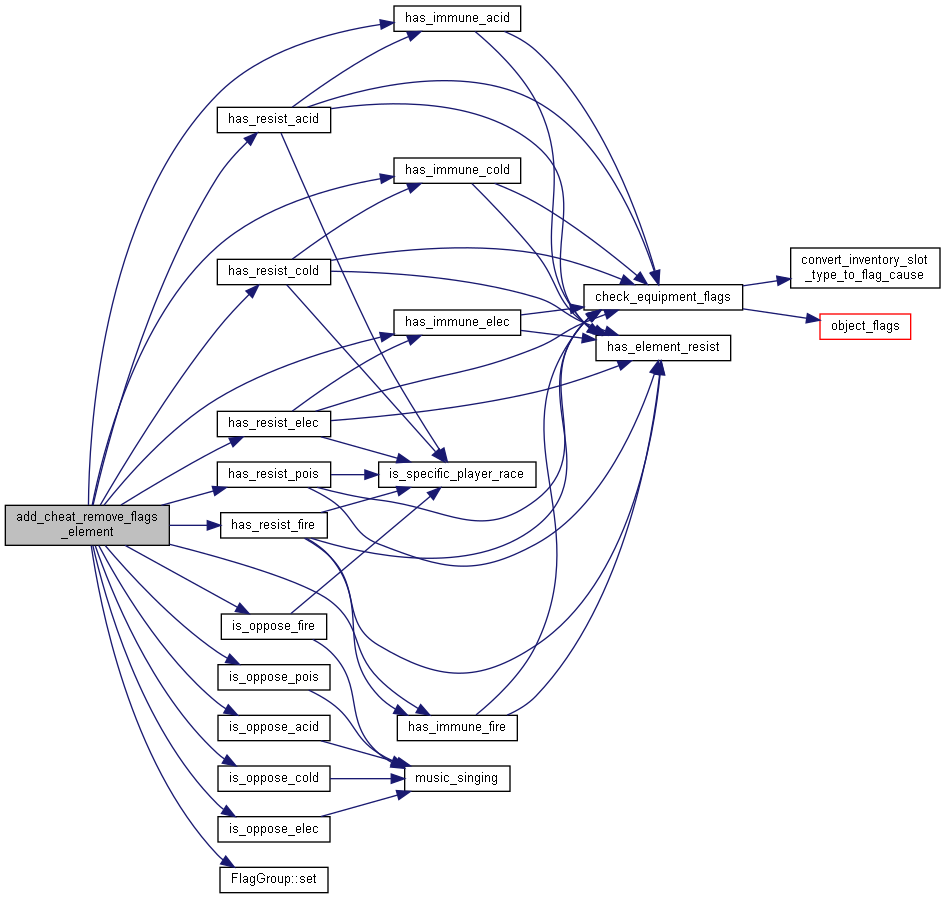 has_immune_acid
has_resist_acid
has_immune_cold
has_resist_cold
convert_inventory_slot
_type_to_flag_cause
check_equipment_flags
has_immune_elec
object_flags
has_element_resist
has_resist_elec
has_resist_pois
is_specific_player_race
add_cheat_remove_flags
_element
has_resist_fire
is_oppose_fire
is_oppose_pois
is_oppose_acid
has_immune_fire
is_oppose_cold
music_singing
is_oppose_elec
FlagGroup::set